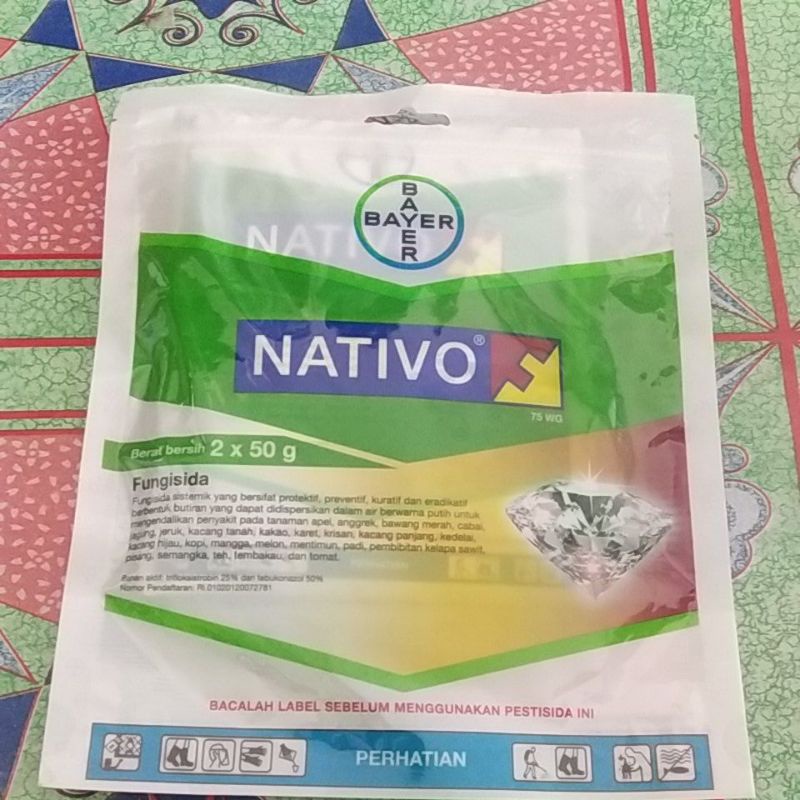 BAYER
BAYER
NATIVO
NATIVO®
75 WG
Berat bersih 2 x 50 g
Fungisida
Fungisida sistemik yang bersifat protektif, preventif, kuratif dan eradikatif
berbentuk butiran yang dapat didispersikan dalam air berwarna putih untuk
mengendalikan penyakit pada tanaman apel, anggrek, bawang merah, cabai,
jagung, jeruk, kacang tanah, kakao, karet, krisan, kacang panjang, kedelai,
kacang hijau, kopi, mangga, melon, mentimun, padi, pembibitan kelapa sawit,
pisang, semangka, teh, tembakau, dan tomat.
Bahan aktif: trifloksistrobin 25% dan tebukonazol 50%
Nomor Pendaftaran: RI.01020120072781
BACALAH LABEL SEBELUM MENGGUNAKAN PESTISIDA INI
PERHATIAN